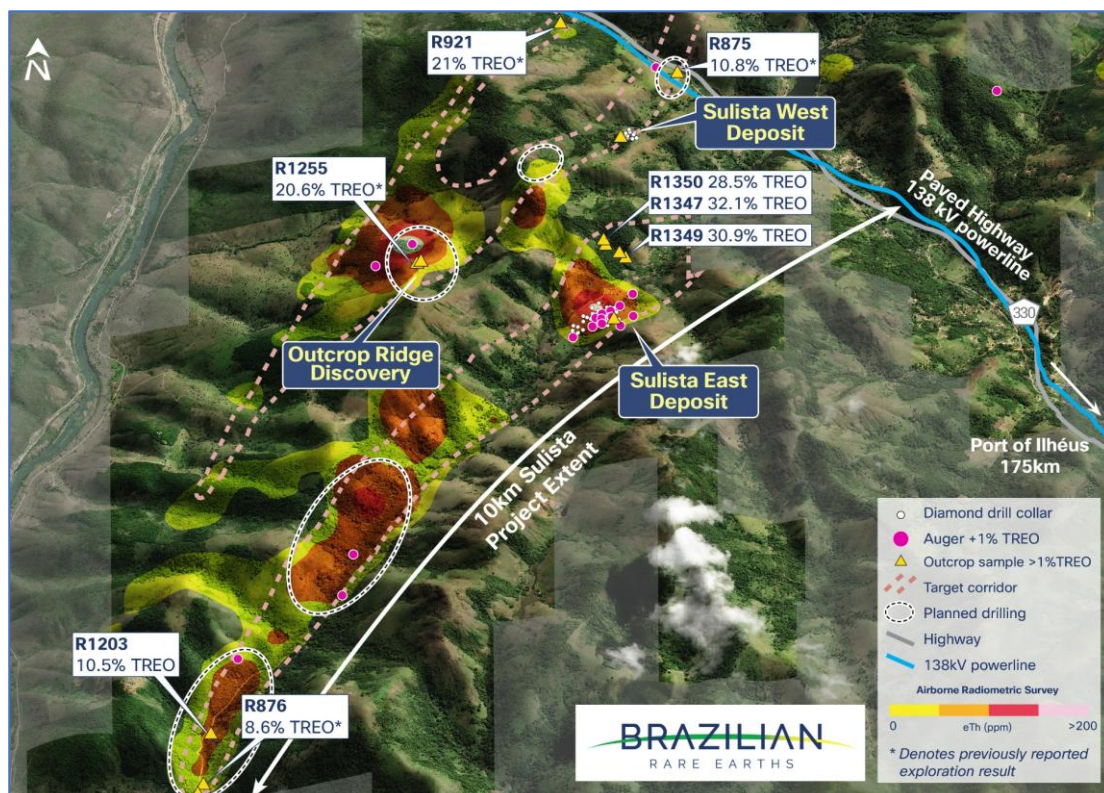 N
R921
21% TREO*
R875
10.8% TREO*
Sulista West
Deposit
R1255
20.6% TREO*
R1350 28.5% TREO
R1347 32.1% TREO
R1349 30.9% TREO
Paved Highway
138 kV powerline
330
Outcrop Ridge
Discovery
Sulista East
Deposit
Port of Ilhéus
175km
10km Sulista
Project Extent
R1203
10.5% TREO
R876
8.6% TREO*
BRAZILIAN
RARE EARTHS
Diamond drill collar
Auger +1% TREO
Outcrop sample >1%TREO
Target corridor
Planned drilling
Highway
138kV powerline
Airborne Radiometric Survey
0 eTh (ppm) >200
* Denotes previously reported
exploration result